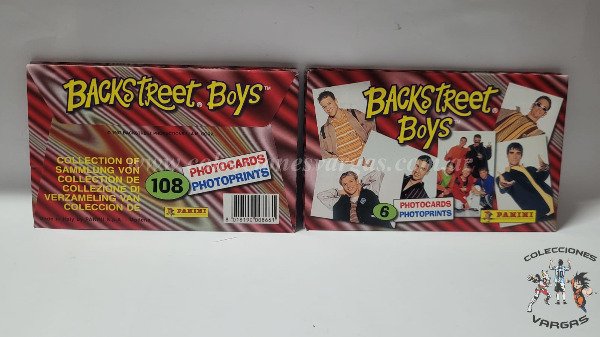 BACKSTREET BOYS™
COLLECTION OF
SAMMLUNG VON
COLLECTION DE
COLLEZIONE DI
VERZAMELING VAN
COLECCION DE
108
PHOTOCARDS
PHOTOPRINTS
PANINI
BACKSTREET
BOYS
6
PHOTOCARDS
PHOTOPRINTS
PANINI
COLECCIONES
VARGAS